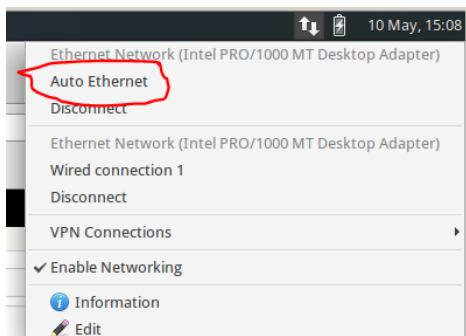 10 May, 15:08
Ethernet Network (Intel PRO/1000 MT Desktop Adapter)
Auto Ethernet
Disconnect
Ethernet Network (Intel PRO/1000 MT Desktop Adapter)
Wired connection 1
Disconnect
VPN Connections
Enable Networking
Information
Edit